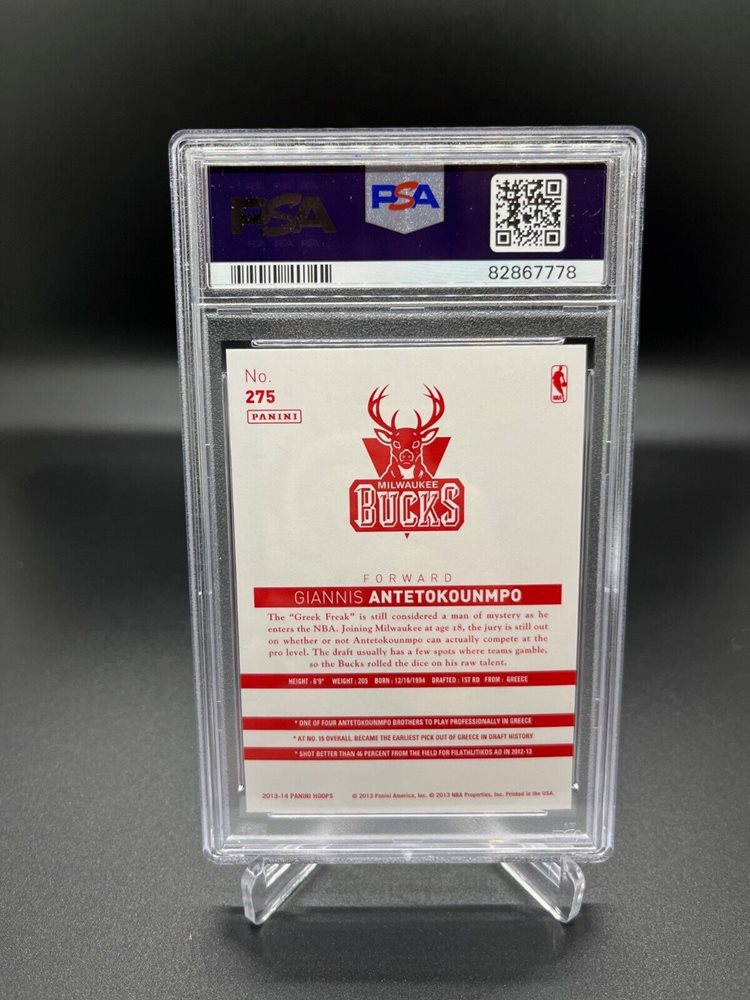 PSA
PSA
82867778
No.
275
PANINI
NBA
MILWAUKEE
BUCKS
FORWARD
GIANNIS ANTETOKOUNMPO
The "Greek Freak" is still considered a man of mystery as he
enters the NBA. Joining Milwaukee at age 18, the jury is still out
on whether or not Antetokounmpo can actually compete at the
pro level. The draft usually has a few spots where teams gamble,
so the Bucks rolled the dice on his raw talent.
HEIGHT : 6'9" WEIGHT : 205 BORN : 12/16/1994 DRAFTED : 1ST RD FROM : GREECE
* ONE OF FOUR ANTETOKOUNMPO BROTHERS TO PLAY PROFESSIONALLY IN GREECE
* AT NO. 15 OVERALL, BECAME THE EARLIEST PICK OUT OF GREECE IN DRAFT HISTORY
* SHOT BETTER THAN 46 PERCENT FROM THE FIELD FOR FILATHLITIKOS AO IN 2012-13
2013-14 PANINI HOOPS © 2013 Panini America, Inc. © 2013 NBA Properties, Inc. Printed in the USA.